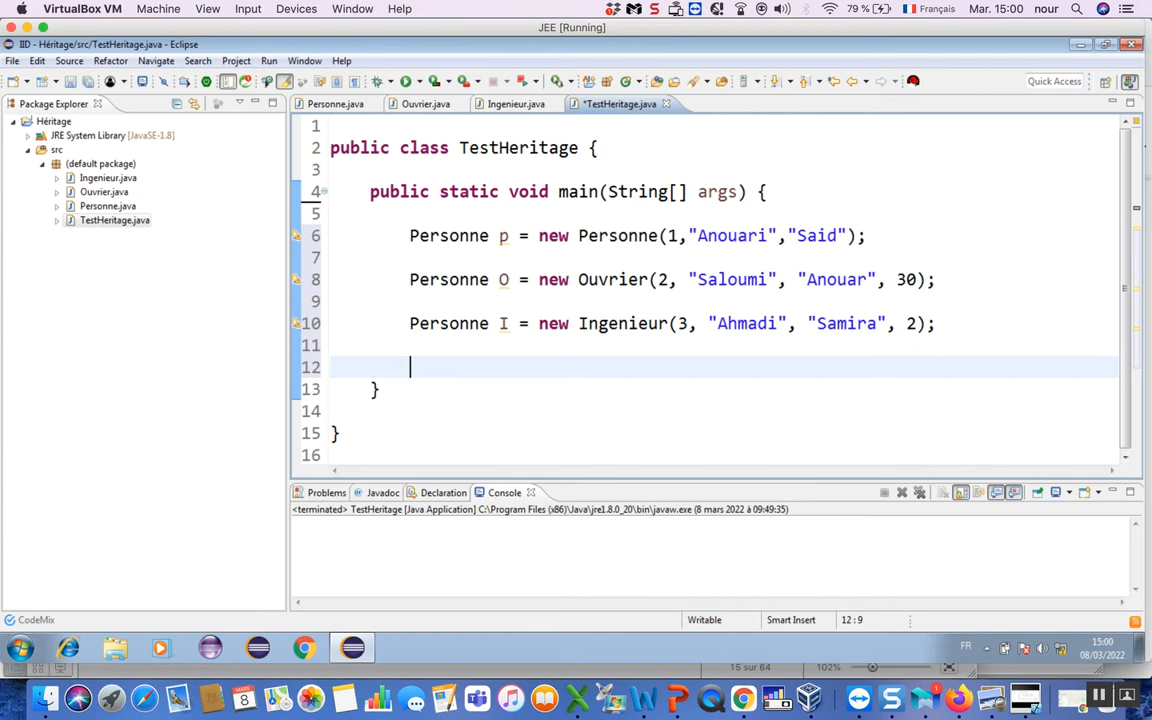 VirtualBox VM Machine View Input Devices Window Help 79 % Français Mar. 15:00 nour
JEE [Running]
IID - Héritage/src/TestHeritage.java - Eclipse
File Edit Source Refactor Navigate Search Project Run Window Help
Quick Access
Package Explorer
Personne.java Ouvrier.java Ingenieur.java *TestHeritage.java
Héritage
JRE System Library [JavaSE-1.8]
src
(default package)
Ingenieur.java
Ouvrier.java
Personne.java
TestHeritage.java
1
2 public class TestHeritage {
3
4 public static void main(String[] args) {
5
6 Personne p = new Personne(1,"Anouari","Said");
7
8 Personne O = new Ouvrier(2, "Saloumi", "Anouar", 30);
9
10 Personne I = new Ingenieur(3, "Ahmadi", "Samira", 2);
11
12
13 }
14
15 }
16
Problems Javadoc Declaration Console
<terminated> TestHeritage [Java Application] C:\Program Files (x86)\Java\jre1.8.0_20\bin\javaw.exe (8 mars 2022 à 09:49:35)
CodeMix Writable Smart Insert 12 : 9
FR 15:00
08/03/2022
15 sur 64 102%